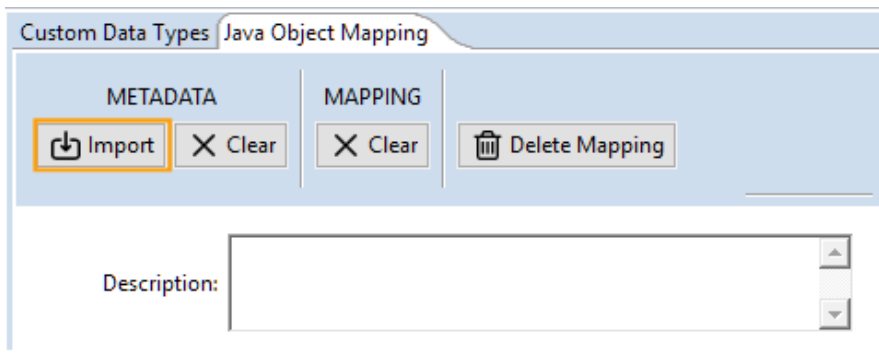 Custom Data Types Java Object Mapping
METADATA MAPPING
Import Clear Clear Delete Mapping
Description: